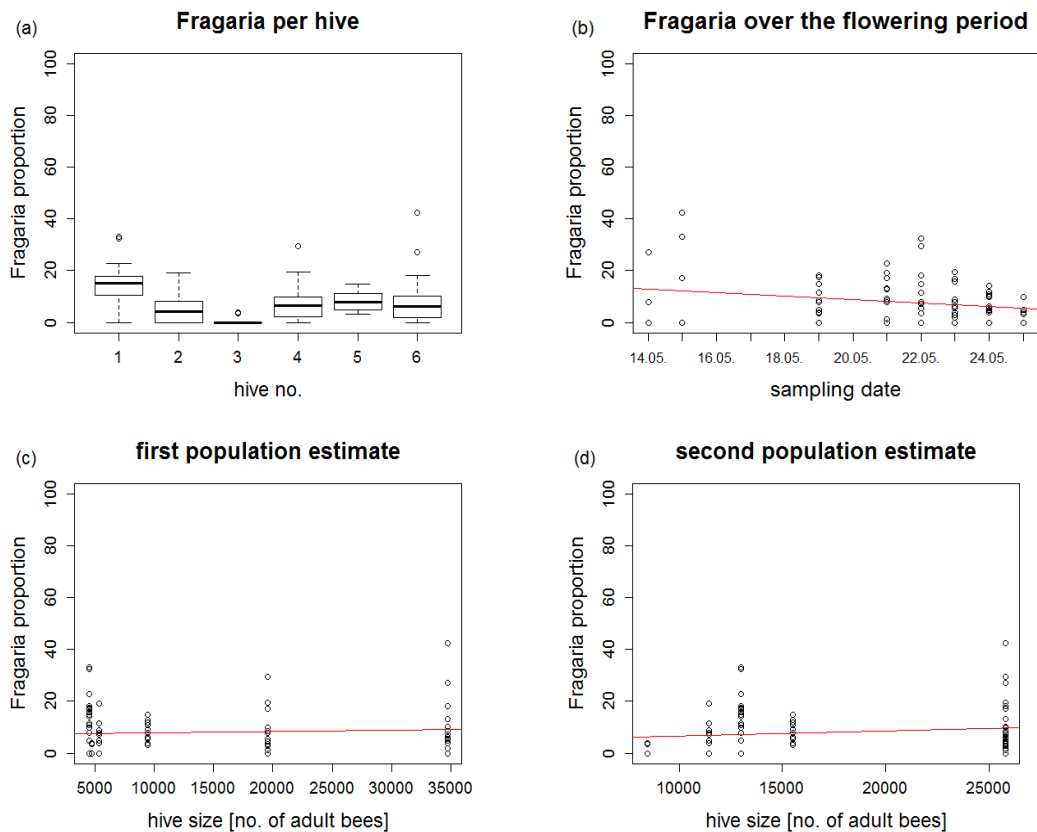 (a)
Fragaria per hive
Fragaria proportion
100
80
60
40
20
0
1 2 3 4 5 6
hive no.
(b)
Fragaria over the flowering period
Fragaria proportion
100
80
60
40
20
0
14.05. 16.05. 18.05. 20.05. 22.05. 24.05.
sampling date
(c)
first population estimate
Fragaria proportion
100
80
60
40
20
0
5000 10000 15000 20000 25000 30000 35000
hive size [no. of adult bees]
(d)
second population estimate
Fragaria proportion
100
80
60
40
20
0
10000 15000 20000 25000
hive size [no. of adult bees]